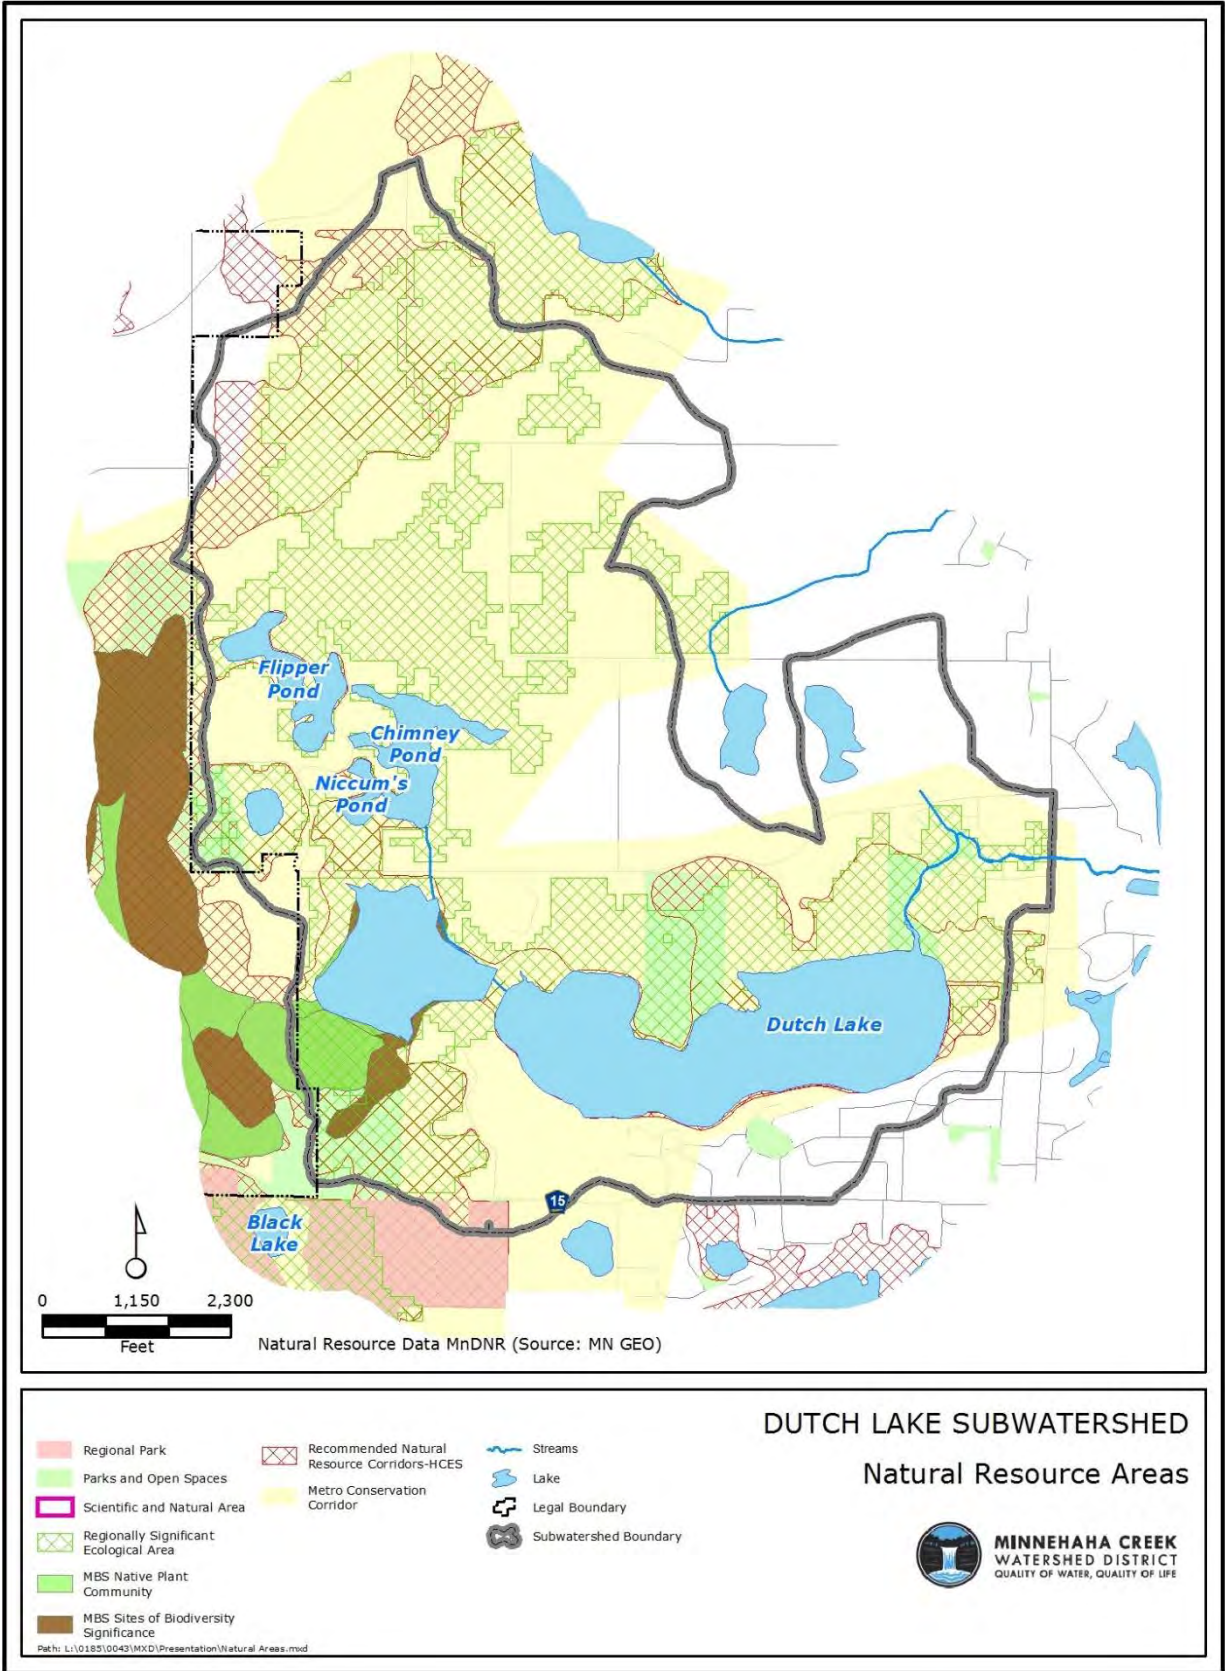 Flipper
Pond
Chimney
Pond
Niccum's
Pond
Dutch Lake
15
Black
Lake
0 1,150 2,300
Feet
Natural Resource Data MnDNR (Source: MN GEO)
DUTCH LAKE SUBWATERSHED
Natural Resource Areas
Regional Park
Parks and Open Spaces
Scientific and Natural Area
Regionally Significant
Ecological Area
MBS Native Plant
Community
MBS Sites of Biodiversity
Significance
Recommended Natural
Resource Corridors-HCES
Metro Conservation
Corridor
Streams
Lake
Legal Boundary
Subwatershed Boundary
MINNEHAHA CREEK
WATERSHED DISTRICT
QUALITY OF WATER, QUALITY OF LIFE
Path: L:\0185\0043\MXD\Presentation\Natural Areas.mxd